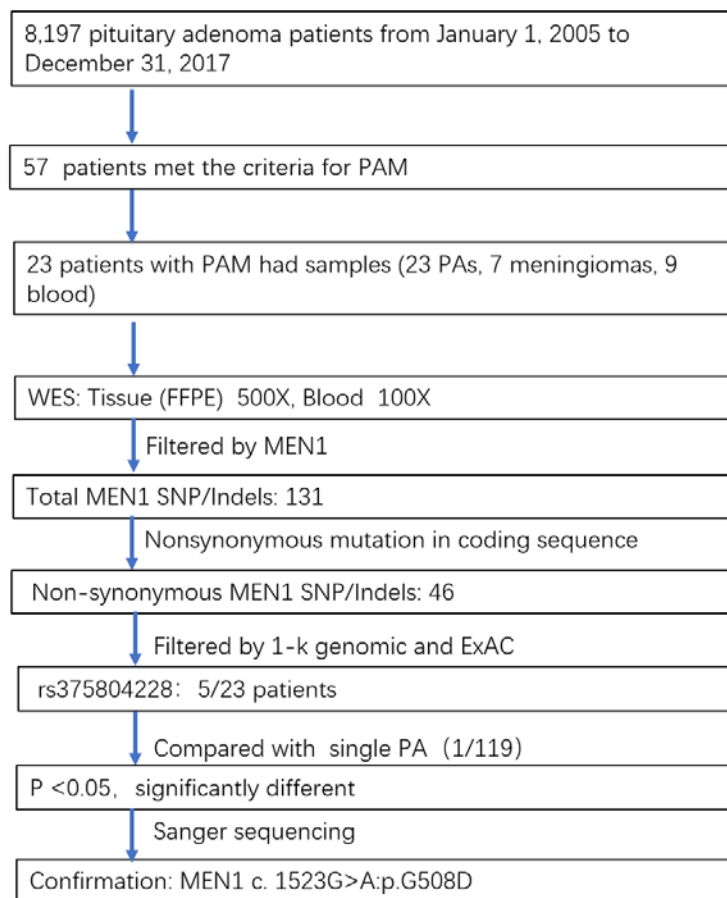 8,197 pituitary adenoma patients from January 1, 2005 to
December 31, 2017
57 patients met the criteria for PAM
23 patients with PAM had samples (23 PAs, 7 meningiomas, 9
blood)
WES: Tissue (FFPE) 500X, Blood 100X
Filtered by MEN1
Total MEN1 SNP/Indels: 131
Nonsynonymous mutation in coding sequence
Non-synonymous MEN1 SNP/Indels: 46
Filtered by 1-k genomic and ExAC
rs375804228: 5/23 patients
Compared with single PA (1/119)
P <0.05, significantly different
Sanger sequencing
Confirmation: MEN1 c. 1523G>A:p.G508D